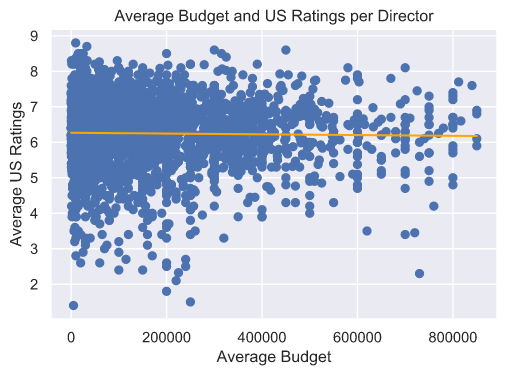 Average Budget and US Ratings per Director
9
8
7
6
5
4
3
2
Average US Ratings
0 200000 400000 600000 800000
Average Budget